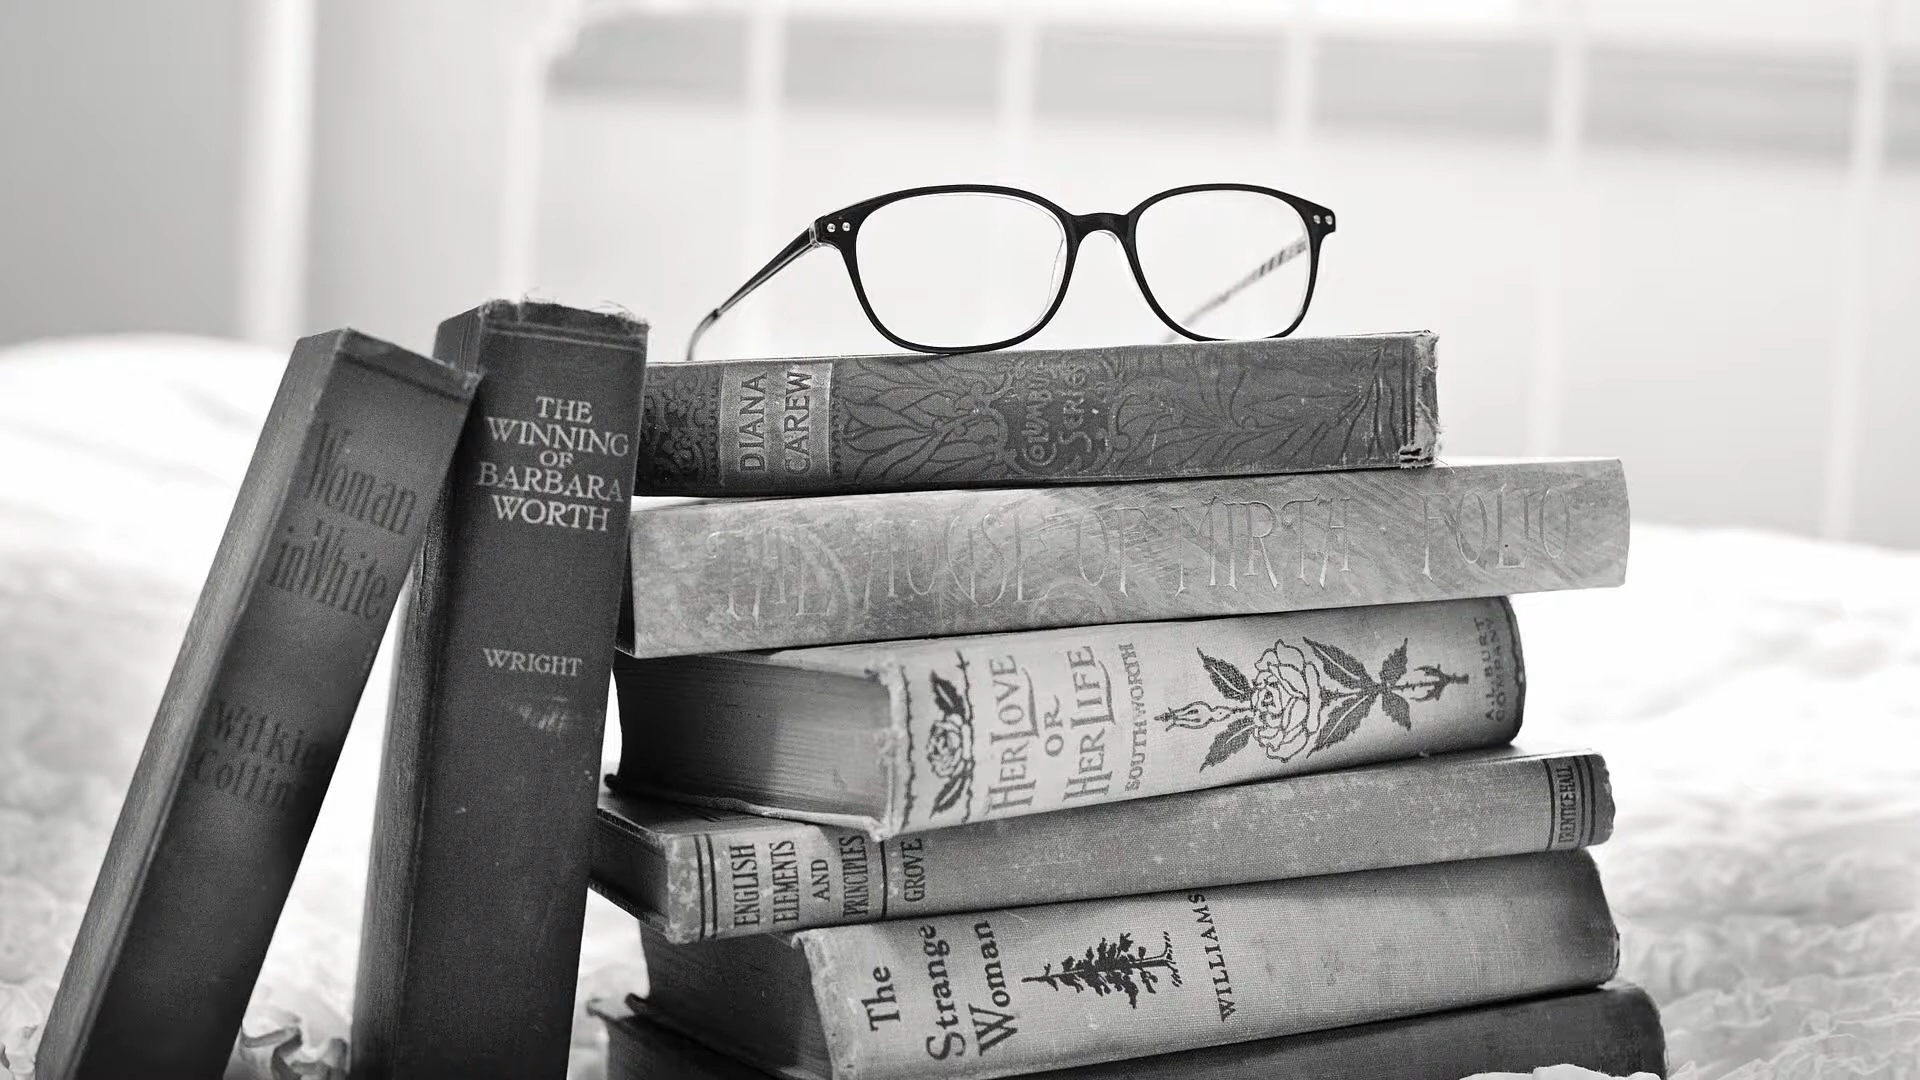 Woman
in White
Wilkie
Collins
THE
WINNING
OF
BARBARA
WORTH
WRIGHT
DIANA
CAREW
COLUMBUS
SERIES
THE HOUSE OF MIRTH FOLIO
HER LOVE
OR
HER LIFE
SOUTHWORTH
A.L. BURT
COMPANY
ENGLISH
ELEMENTS
AND
PRINCIPLES
GROVE
PRENTICE HALL
The
Strange
Woman
WILLIAMS